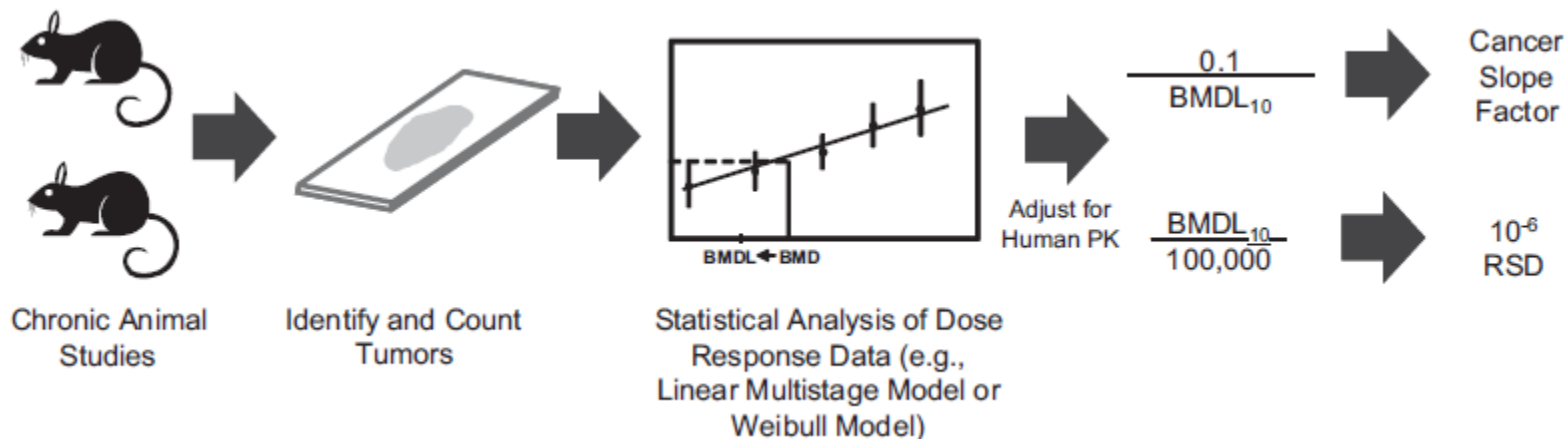 Chronic Animal
Studies
Identify and Count
Tumors
BMDL
BMD
Statistical Analysis of Dose
Response Data (e.g.,
Linear Multistage Model or
Weibull Model)
Adjust for
Human PK
0.1
BMDL₁₀
Cancer
Slope
Factor
BMDL₁₀
100,000
10⁻⁶
RSD